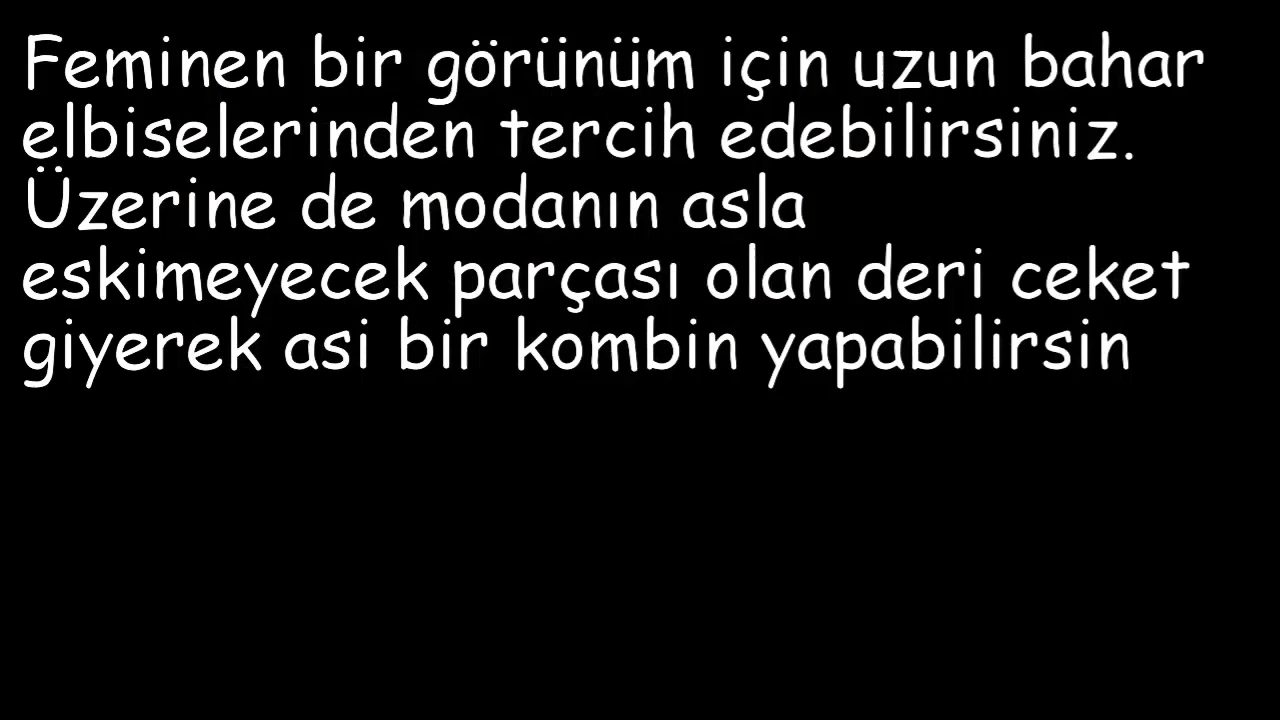 Feminen bir görünüm için uzun bahar
elbiselerinden tercih edebilirsiniz.
Üzerine de modanın asla
eskimeyecek parçası olan deri ceket
giyerek asi bir kombin yapabilirsin